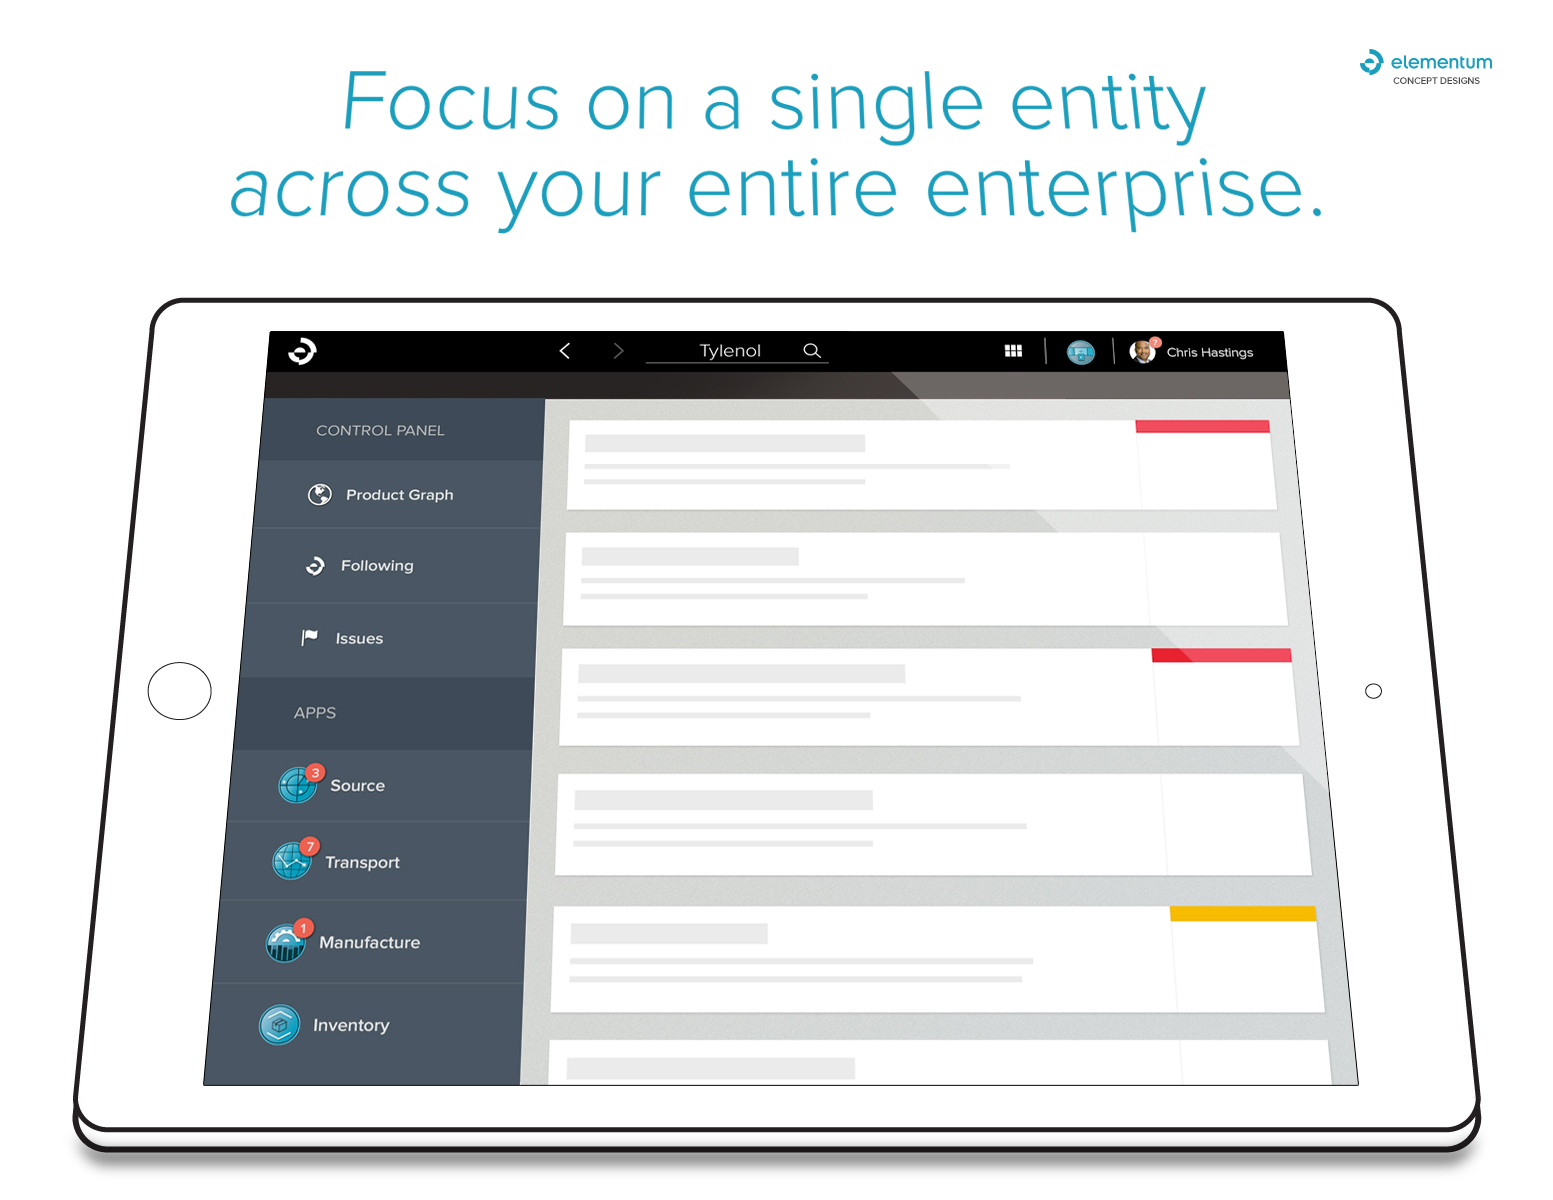 elementum
CONCEPT DESIGNS
Focus on a single entity
across your entire enterprise.
Tylenol
7
Chris Hastings
CONTROL PANEL
Product Graph
Following
Issues
APPS
3
Source
7
Transport
1
Manufacture
Inventory